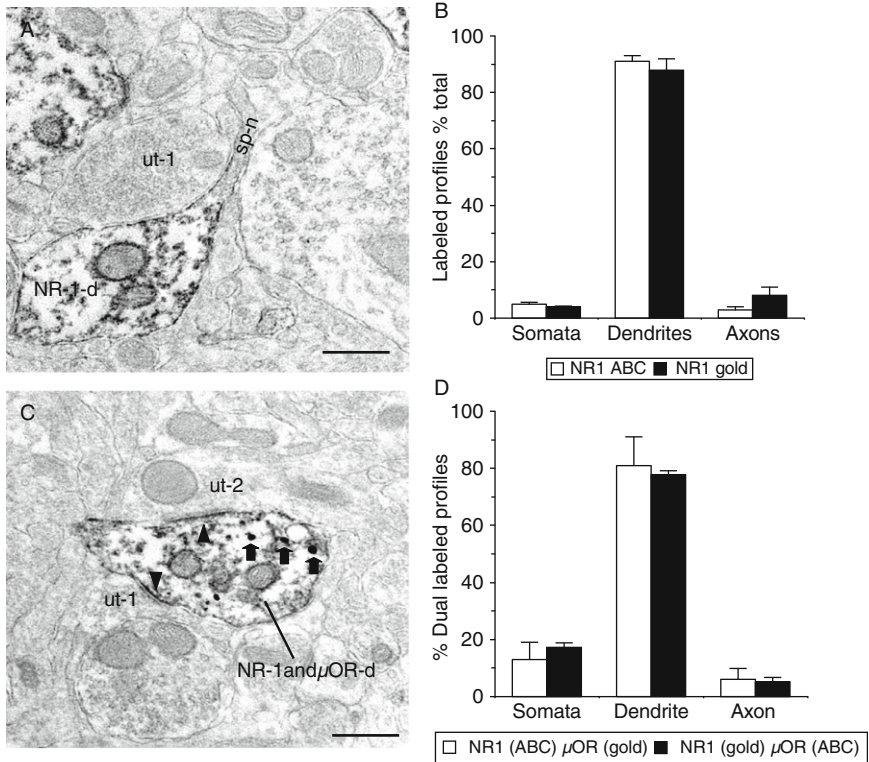 A
ut-1
sp-n
NR-1-d
B
Labeled profiles % total
100
80
60
40
20
0
Somata Dendrites Axons
NR1 ABC NR1 gold
C
ut-2
ut-1
NR-1andµOR-d
D
% Dual labeled profiles
100
80
60
40
20
0
Somata Dendrite Axon
NR1 (ABC) µOR (gold) NR1 (gold) µOR (ABC)